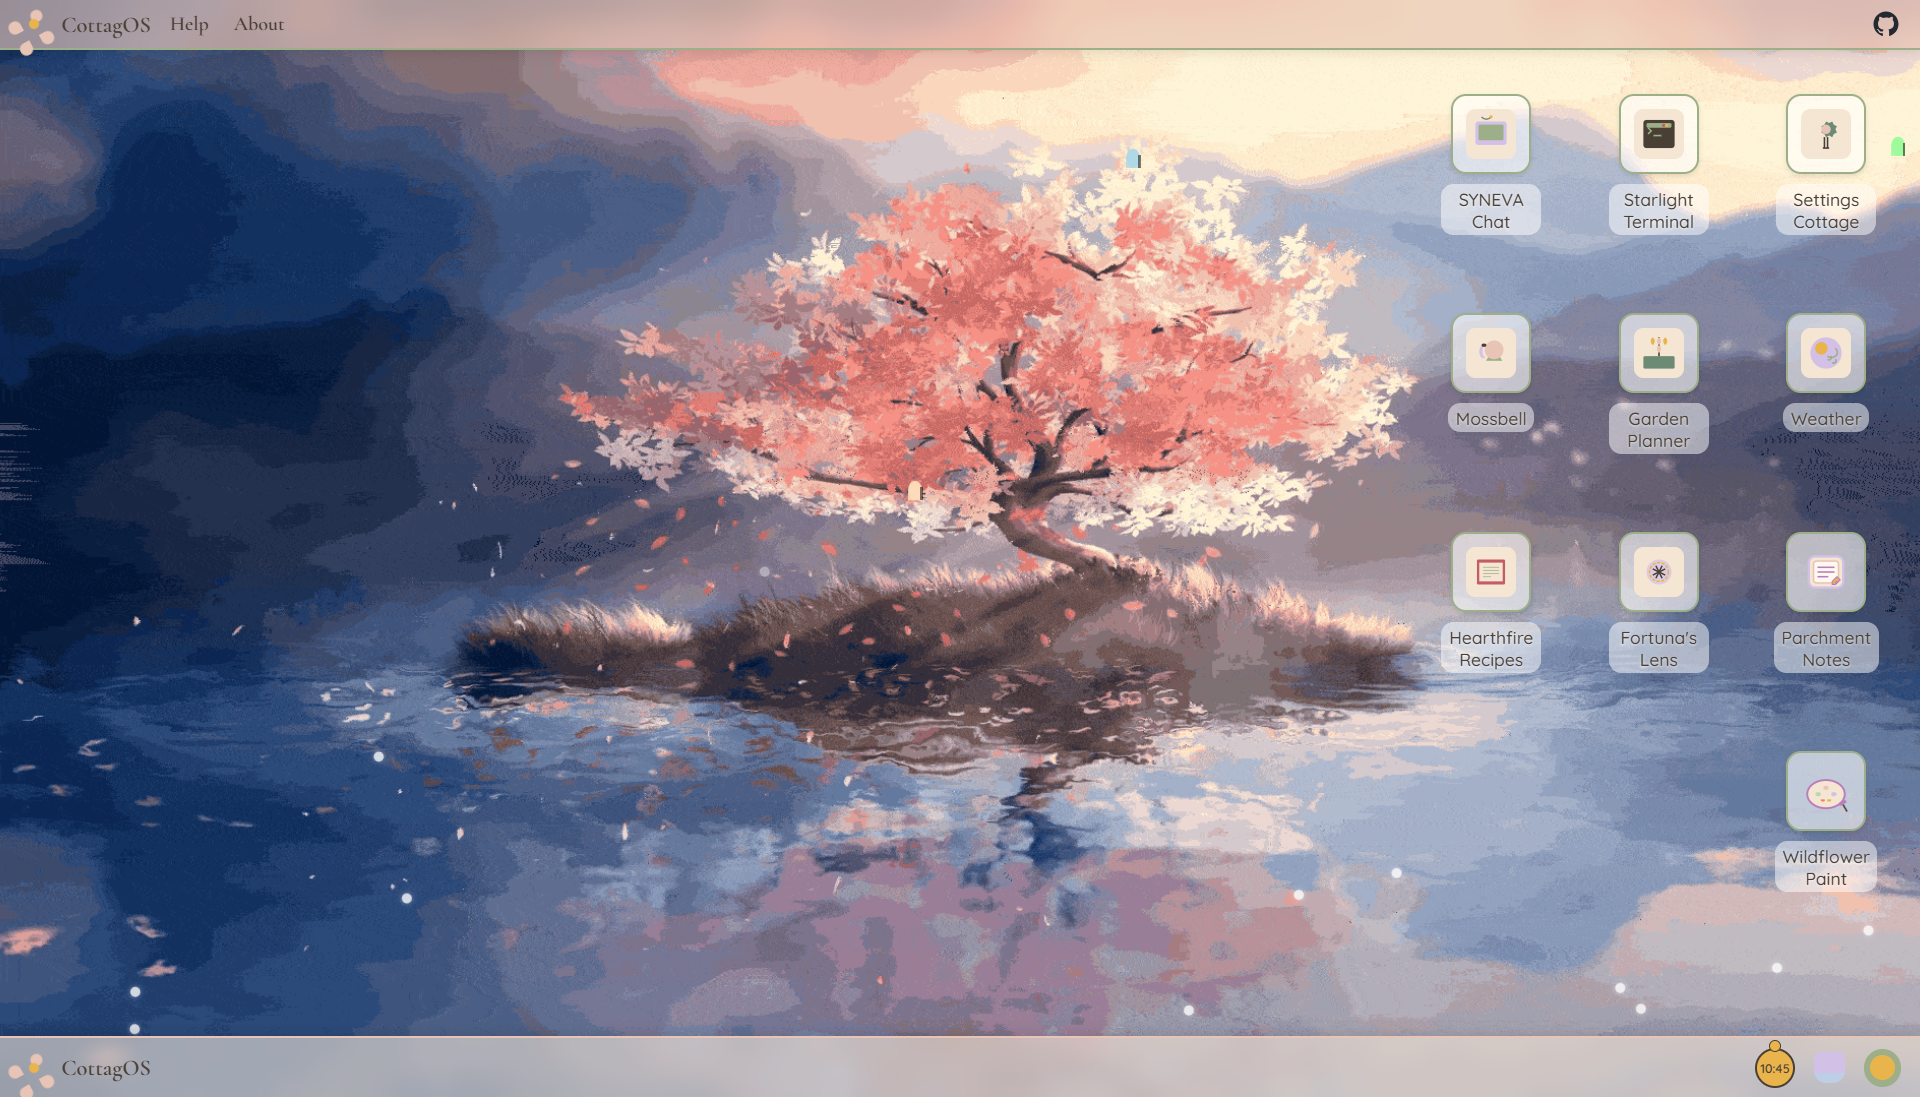 CottagOS Help About
SYNEVA
Chat
Starlight
Terminal
Settings
Cottage
Mossbell
Garden
Planner
Weather
Hearthfire
Recipes
Fortuna's
Lens
Parchment
Notes
Wildflower
Paint
CottagOS
10:45